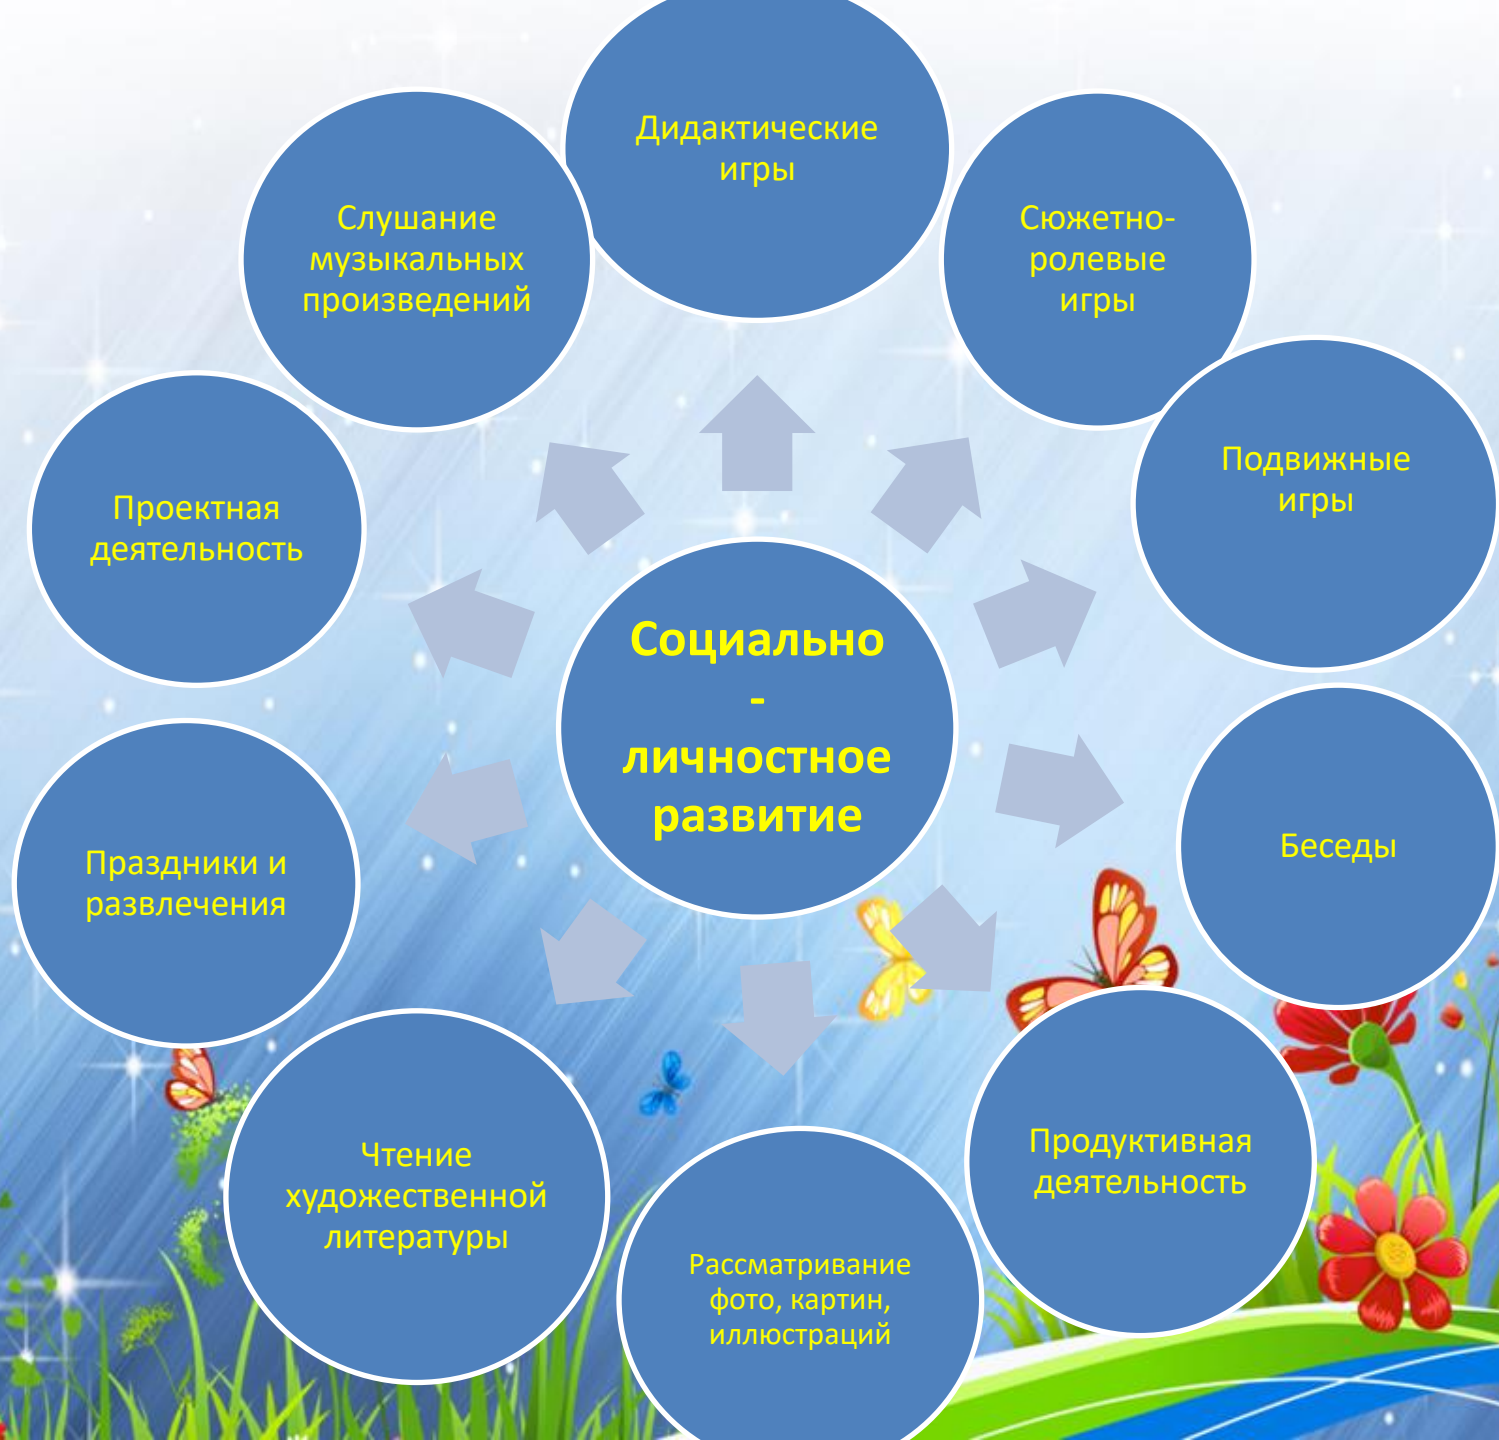 Дидактические
игры
Сюжетно-
ролевые
игры
Подвижные
игры
Беседы
Продуктивная
деятельность
Рассматривание
фото, картин,
иллюстраций
Чтение
художественной
литературы
Праздники и
развлечения
Проектная
деятельность
Слушание
музыкальных
произведений
Социально
-
личностное
развитие